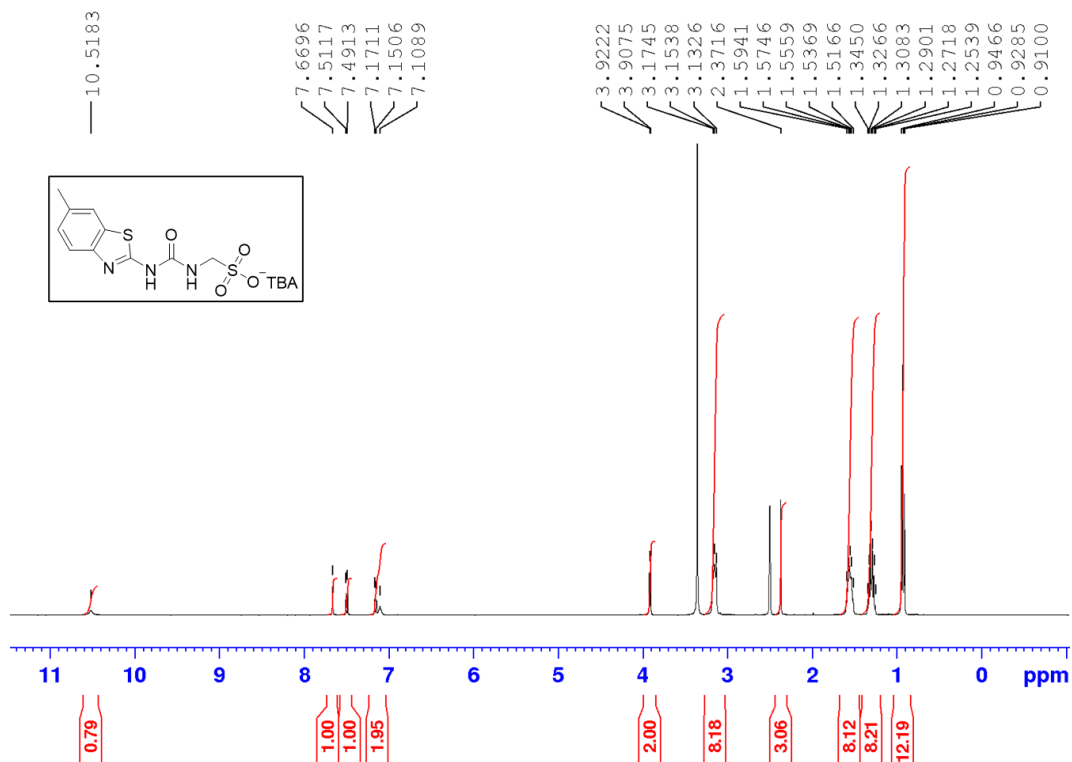 10.5183
7.6696
7.5117
7.4913
7.1711
7.1506
7.1089
3.9222
3.9075
3.1745
3.1538
3.1326
2.3716
1.5941
1.5746
1.5559
1.5369
1.5166
1.3450
1.3266
1.3083
1.2901
1.2718
1.2539
0.9466
0.9285
0.9100
S
N
N
H
O
N
H
O
S
O
O⁻
TBA
11 10 9 8 7 6 5 4 3 2 1 0 ppm
0.79
1.00
1.00
1.95
2.00
8.18
3.06
8.12
8.21
12.19